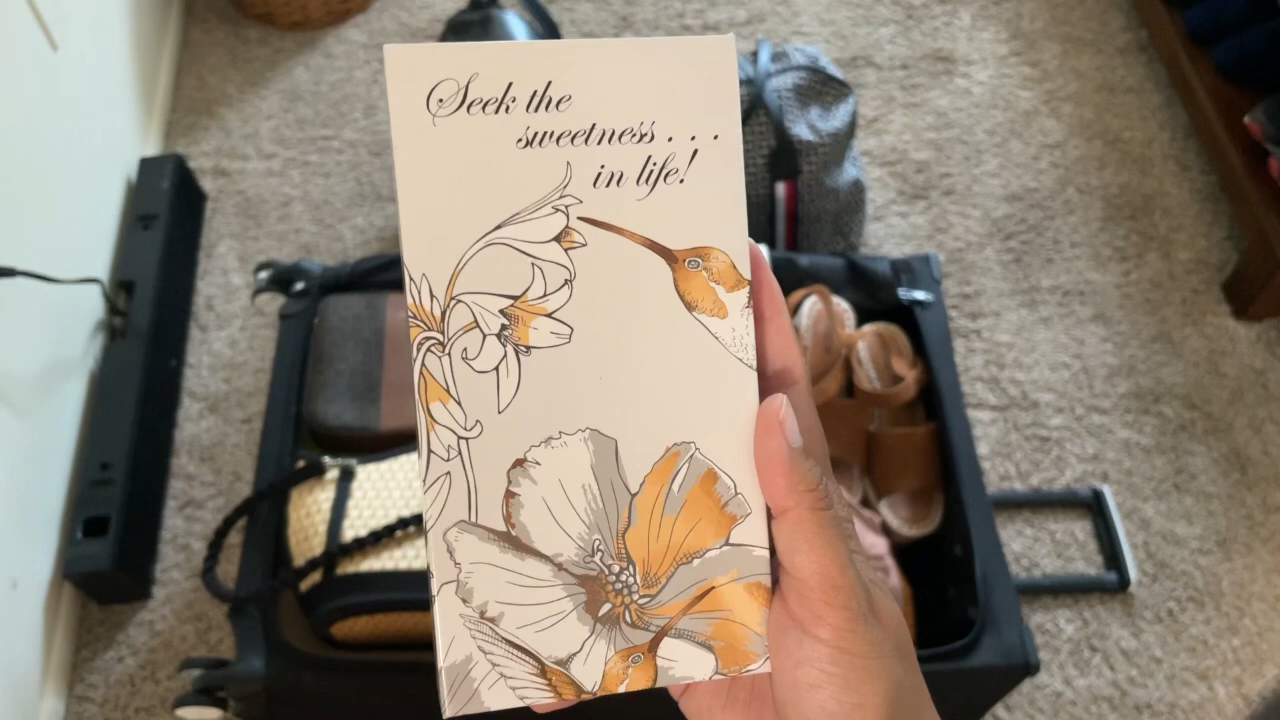 Seek the
sweetness . . .
in life!